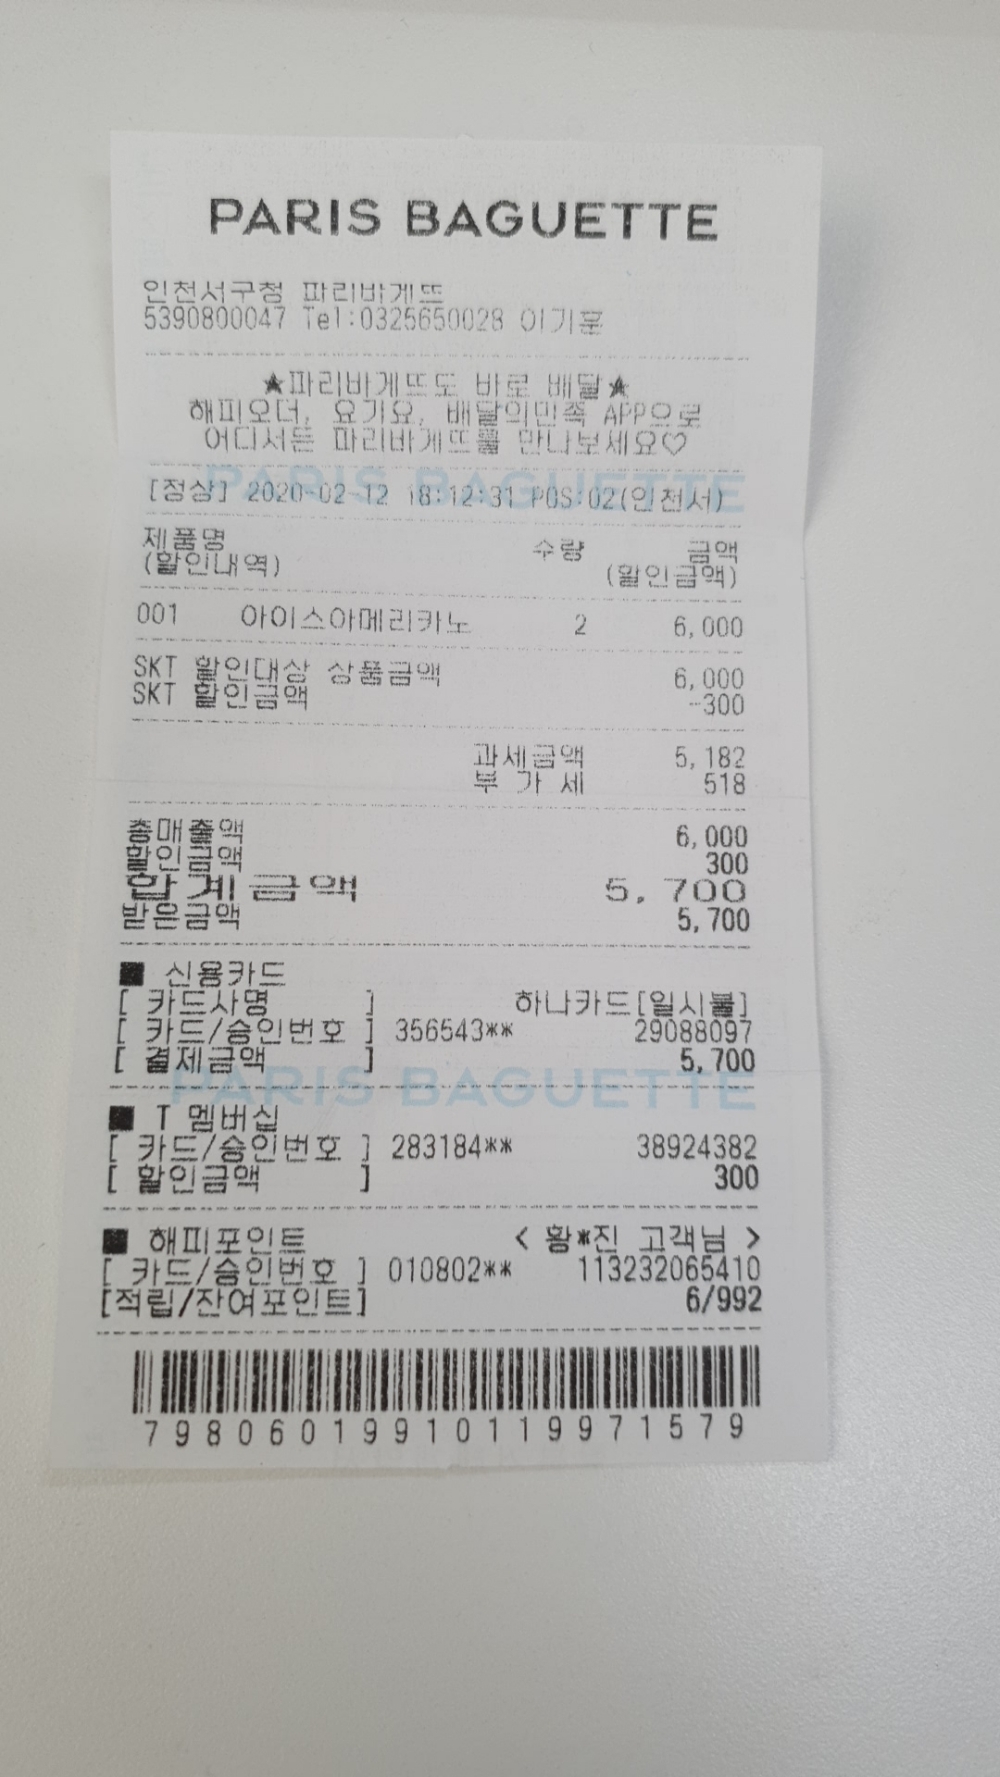 PARIS BAGUETTE
인천서구청 파리바게뜨
5390800047 Tel:0325650028 이기훈
★파리바게뜨도 바로 배달★
해피오더, 요기요, 배달의민족 APP으로
어디서든 파리바게뜨를 만나보세요♡
PARIS BAGUETTE
[정상] 2020-02-12 18:12:31 POS:02(인천서)
제품명 수량 금액
(할인내역) (할인금액)
001 아이스아메리카노 2 6,000
SKT 할인대상 상품금액 6,000
SKT 할인금액 -300
과세금액 5,182
부 가 세 518
총매출액 6,000
할인금액 300
합계금액 5,700
받은금액 5,700
■ 신용카드
[ 카드사명 ] 하나카드[일시불]
[ 카드/승인번호 ] 356543** 29088097
[ 결제금액 ] 5,700
PARIS BAGUETTE
■ T 멤버십
[ 카드/승인번호 ] 283184** 38924382
[ 할인금액 ] 300
■ 해피포인트 < 황*진 고객님 >
[ 카드/승인번호 ] 010802** 113232065410
[적립/잔여포인트] 6/992
79806019910119971579